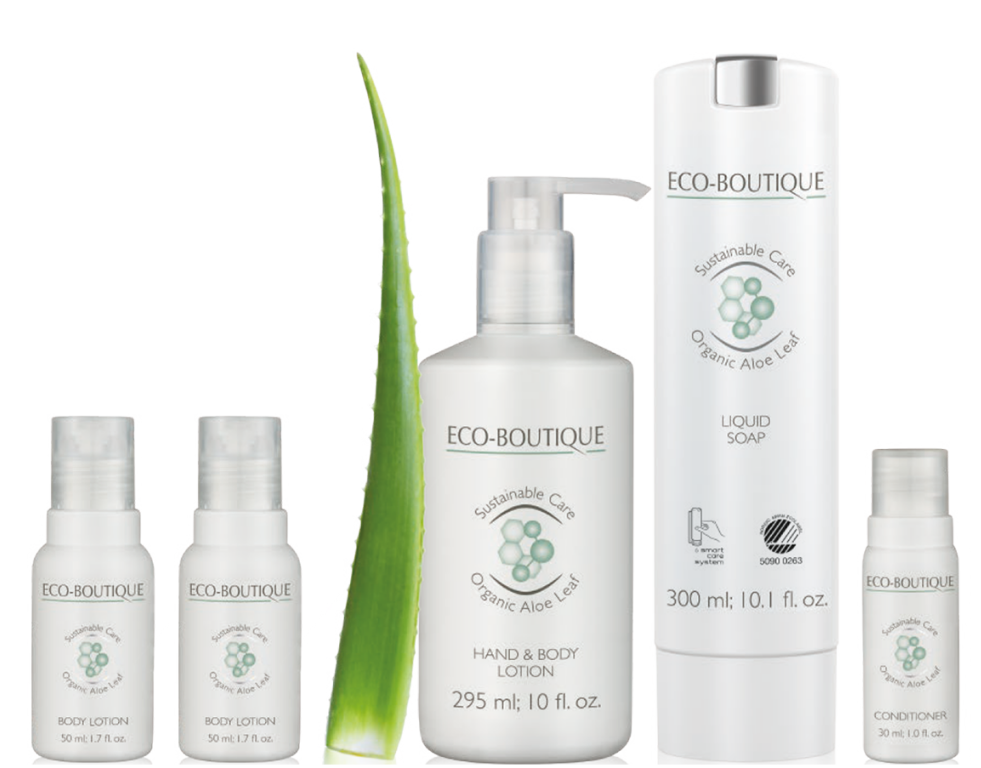 ECO-BOUTIQUE
Sustainable Care
Organic Aloe Leaf
BODY LOTION
50 ml; 1.7 fl. oz.
ECO-BOUTIQUE
Sustainable Care
Organic Aloe Leaf
BODY LOTION
50 ml; 1.7 fl. oz.
ECO-BOUTIQUE
Sustainable Care
Organic Aloe Leaf
HAND & BODY
LOTION
295 ml; 10 fl. oz.
ECO-BOUTIQUE
Sustainable Care
Organic Aloe Leaf
LIQUID
SOAP
smart
care
system
5090 0263
300 ml; 10.1 fl. oz.
ECO-BOUTIQUE
Sustainable Care
Organic Aloe Leaf
CONDITIONER
30 ml; 1.0 fl. oz.